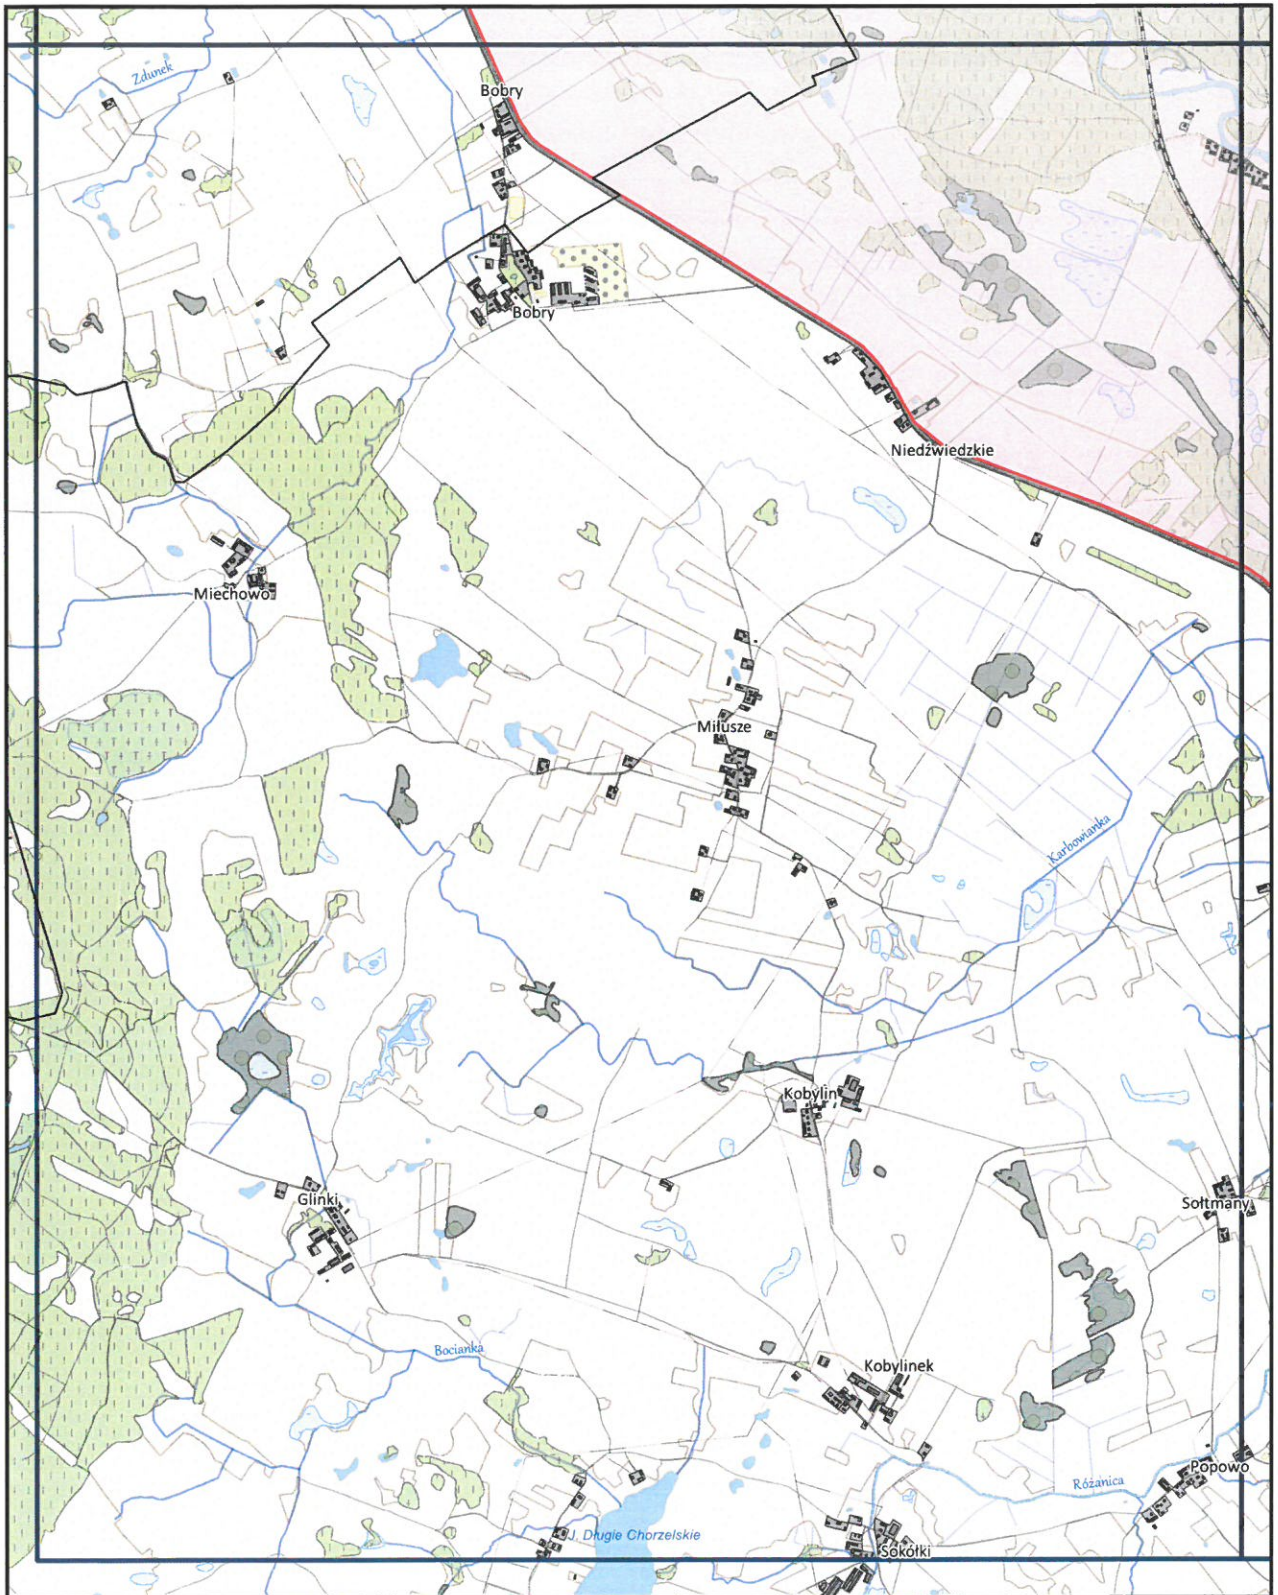 Zdunek
Bobry
Bobry
Niedźwiedzkie
Miechowo
Miłusze
Karbowianka
Kobylin
Glinki
Sołtmany
Bocianka
Kobylinek
Popowo
Różanica
J. Długie Chorzelskie
Sokółki